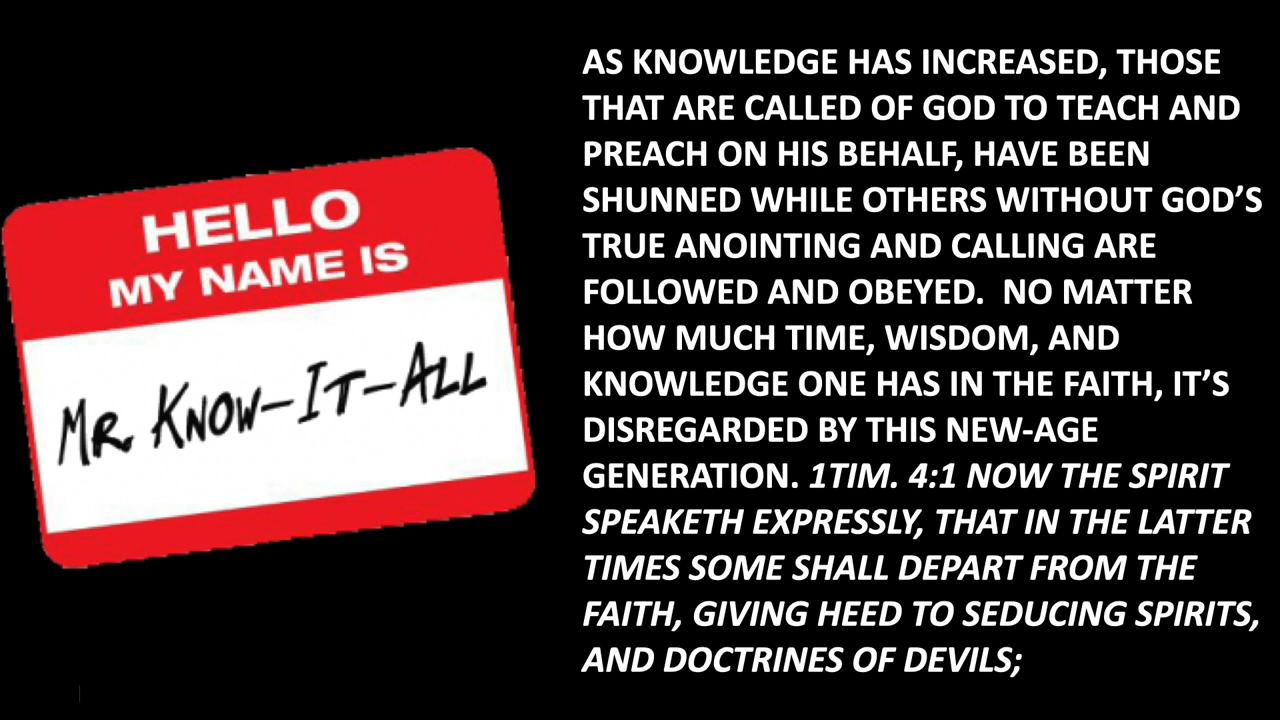 HELLO
MY NAME IS
MR KNOW-IT-ALL
AS KNOWLEDGE HAS INCREASED, THOSE
THAT ARE CALLED OF GOD TO TEACH AND
PREACH ON HIS BEHALF, HAVE BEEN
SHUNNED WHILE OTHERS WITHOUT GOD’S
TRUE ANOINTING AND CALLING ARE
FOLLOWED AND OBEYED.  NO MATTER
HOW MUCH TIME, WISDOM, AND
KNOWLEDGE ONE HAS IN THE FAITH, IT’S
DISREGARDED BY THIS NEW-AGE
GENERATION. 1TIM. 4:1 NOW THE SPIRIT
SPEAKETH EXPRESSLY, THAT IN THE LATTER
TIMES SOME SHALL DEPART FROM THE
FAITH, GIVING HEED TO SEDUCING SPIRITS,
AND DOCTRINES OF DEVILS;